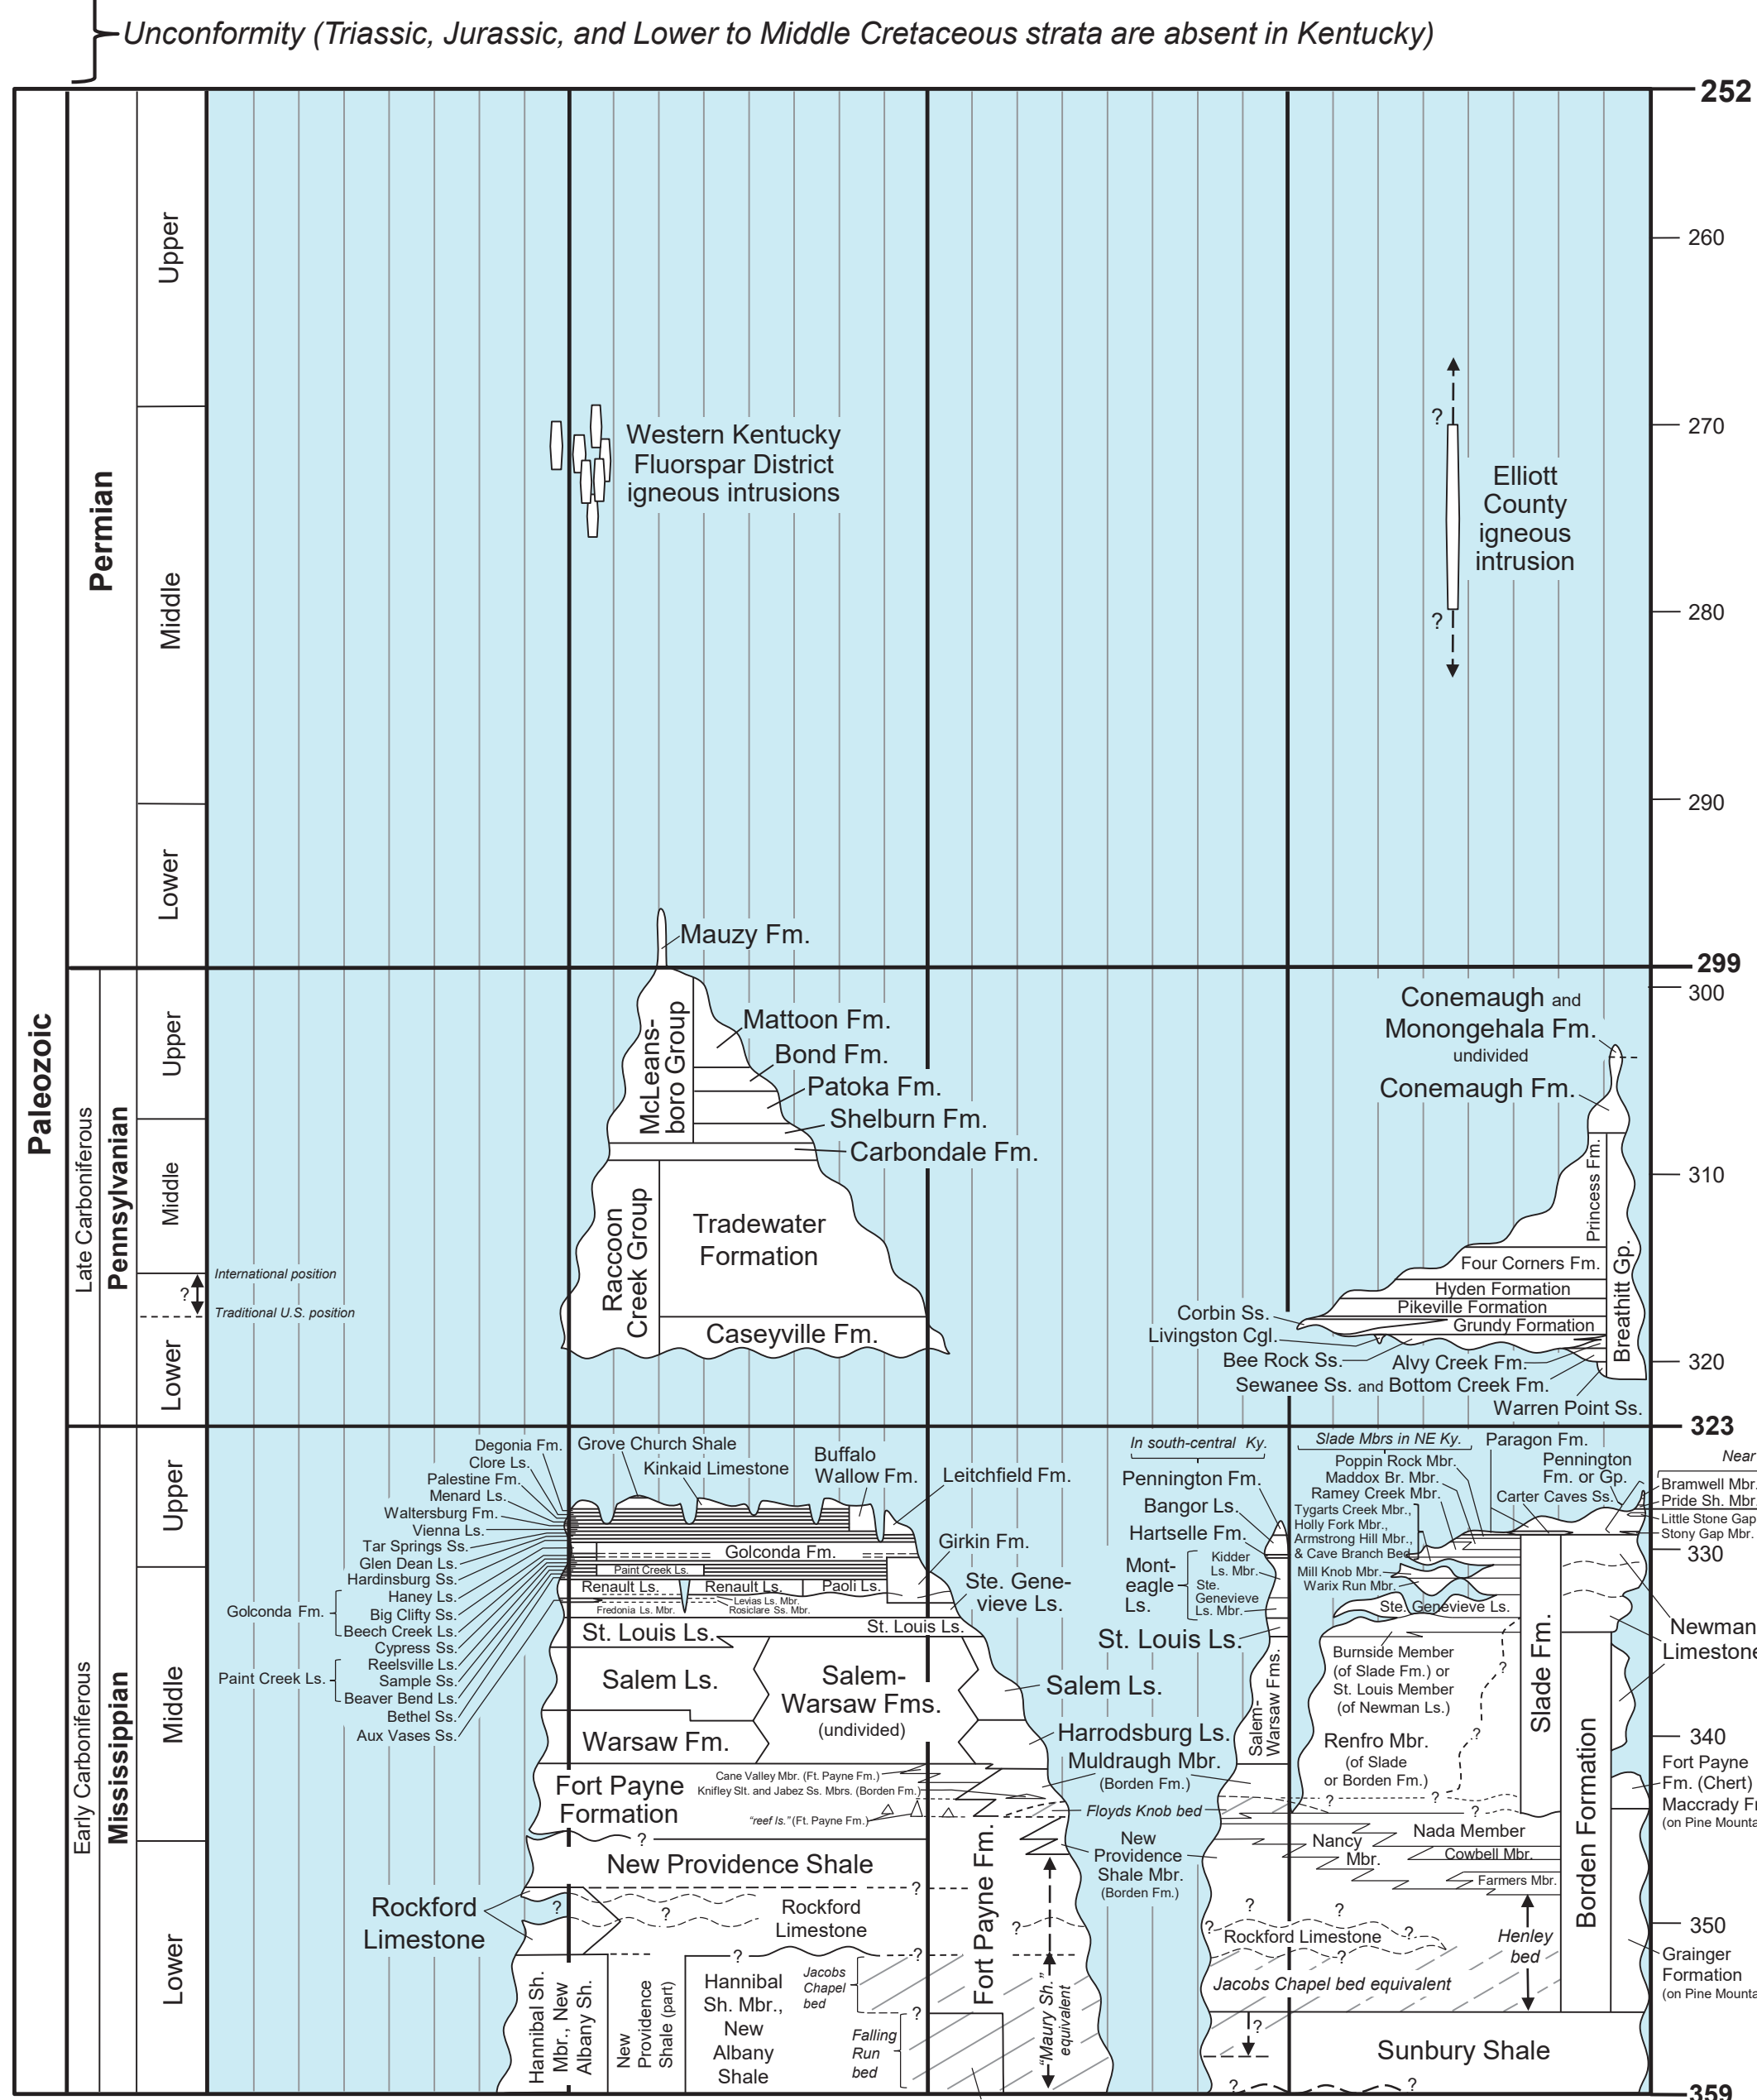 Unconformity (Triassic, Jurassic, and Lower to Middle Cretaceous strata are absent in Kentucky)
252
260
270
280
290
299
300
310
320
323
330
340
350
359
Paleozoic
Permian
Upper
Middle
Lower
Late Carboniferous
Pennsylvanian
Upper
Middle
?
Lower
International position
Traditional U.S. position
Early Carboniferous
Mississippian
Upper
Middle
Lower
Western Kentucky
Fluorspar District
igneous intrusions
?
Elliott
County
igneous
intrusion
?
Mauzy Fm.
McLeans-
boro Group
Mattoon Fm.
Bond Fm.
Patoka Fm.
Shelburn Fm.
Carbondale Fm.
Raccoon
Creek Group
Tradewater
Formation
Caseyville Fm.
Conemaugh and
Monongehala Fm.
undivided
Conemaugh Fm.
Princess Fm.
Four Corners Fm.
Hyden Formation
Pikeville Formation
Grundy Formation
Breathitt Gp.
Corbin Ss.
Livingston Cgl.
Bee Rock Ss.
Alvy Creek Fm.
Sewanee Ss. and Bottom Creek Fm.
Warren Point Ss.
Degonia Fm.
Clore Ls.
Palestine Fm.
Menard Ls.
Waltersburg Fm.
Vienna Ls.
Tar Springs Ss.
Glen Dean Ls.
Hardinsburg Ss.
Haney Ls.
Golconda Fm.
Big Clifty Ss.
Beech Creek Ls.
Cypress Ss.
Reelsville Ls.
Paint Creek Ls.
Sample Ss.
Beaver Bend Ls.
Bethel Ss.
Aux Vases Ss.
Grove Church Shale
Kinkaid Limestone
Buffalo
Wallow Fm.
Leitchfield Fm.
Golconda Fm.
Girkin Fm.
Paint Creek Ls.
Renault Ls.
Renault Ls.
Paoli Ls.
Levias Ls. Mbr.
Fredonia Ls. Mbr.
Rosiclare Ss. Mbr.
Ste. Gene-
vieve Ls.
St. Louis Ls.
St. Louis Ls.
Salem Ls.
Salem-
Warsaw Fms.
(undivided)
Salem Ls.
Warsaw Fm.
Harrodsburg Ls.
Muldraugh Mbr.
(Borden Fm.)
Fort Payne
Formation
Cane Valley Mbr. (Ft. Payne Fm.)
Knifley Slt. and Jabez Ss. Mbrs. (Borden Fm.)
"reef ls." (Ft. Payne Fm.)
Floyds Knob bed
?
New Providence Shale
New
Providence
Shale Mbr.
(Borden Fm.)
Rockford
Limestone
?
?
Rockford
Limestone
?
?
Fort Payne Fm.
"Maury Sh."
equivalent
Hannibal Sh.
Mbr., New
Albany Sh.
New
Providence
Shale (part)
?
Hannibal
Sh. Mbr.,
New
Albany
Shale
Jacobs
Chapel
bed
?
?
Falling
Run
bed
In south-central Ky.
Pennington Fm.
Bangor Ls.
Hartselle Fm.
Mont-
eagle
Ls.
Kidder
Ls. Mbr.
Ste.
Genevieve
Ls. Mbr.
St. Louis Ls.
Salem-
Warsaw Fms.
Slade Mbrs in NE Ky.
Poppin Rock Mbr.
Maddox Br. Mbr.
Ramey Creek Mbr.
Tygarts Creek Mbr.,
Holly Fork Mbr.,
Armstrong Hill Mbr.,
& Cave Branch Bed
Mill Knob Mbr.
Warix Run Mbr.
Ste. Genevieve Ls.
Paragon Fm.
Pennington
Fm. or Gp.
Carter Caves Ss.
Near
Bramwell Mbr.
Pride Sh. Mbr.
Little Stone Gap
Stony Gap Mbr.
Burnside Member
(of Slade Fm.) or
St. Louis Member
(of Newman Ls.)
?
?
Renfro Mbr.
(of Slade
or Borden Fm.)
?
?
?
Slade Fm.
Newman
Limestone
Borden Formation
Fort Payne
Fm. (Chert)
Maccrady F
(on Pine Mounta
Nada Member
Nancy
Mbr.
Cowbell Mbr.
Farmers Mbr.
?
?
?
?
Rockford Limestone
?
Henley
bed
Jacobs Chapel bed equivalent
Grainger
Formation
(on Pine Mounta
?
Sunbury Shale
?
?